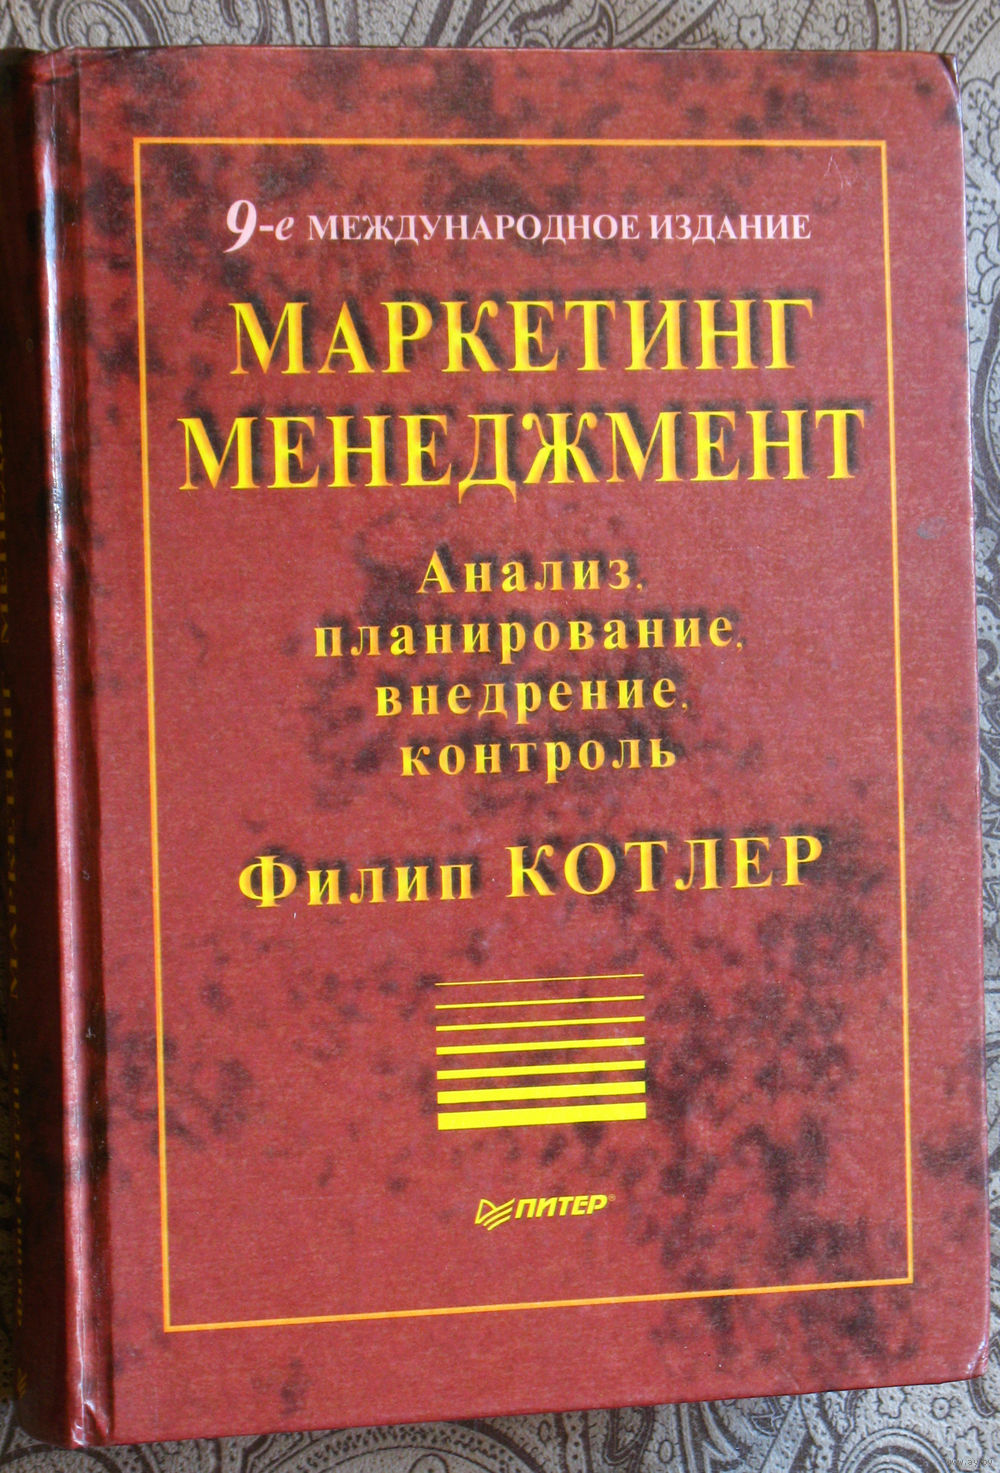 9-е МЕЖДУНАРОДНОЕ ИЗДАНИЕ
МАРКЕТИНГ
МЕНЕДЖМЕНТ
Анализ,
планирование,
внедрение,
контроль
Филип КОТЛЕР
ПИТЕР®